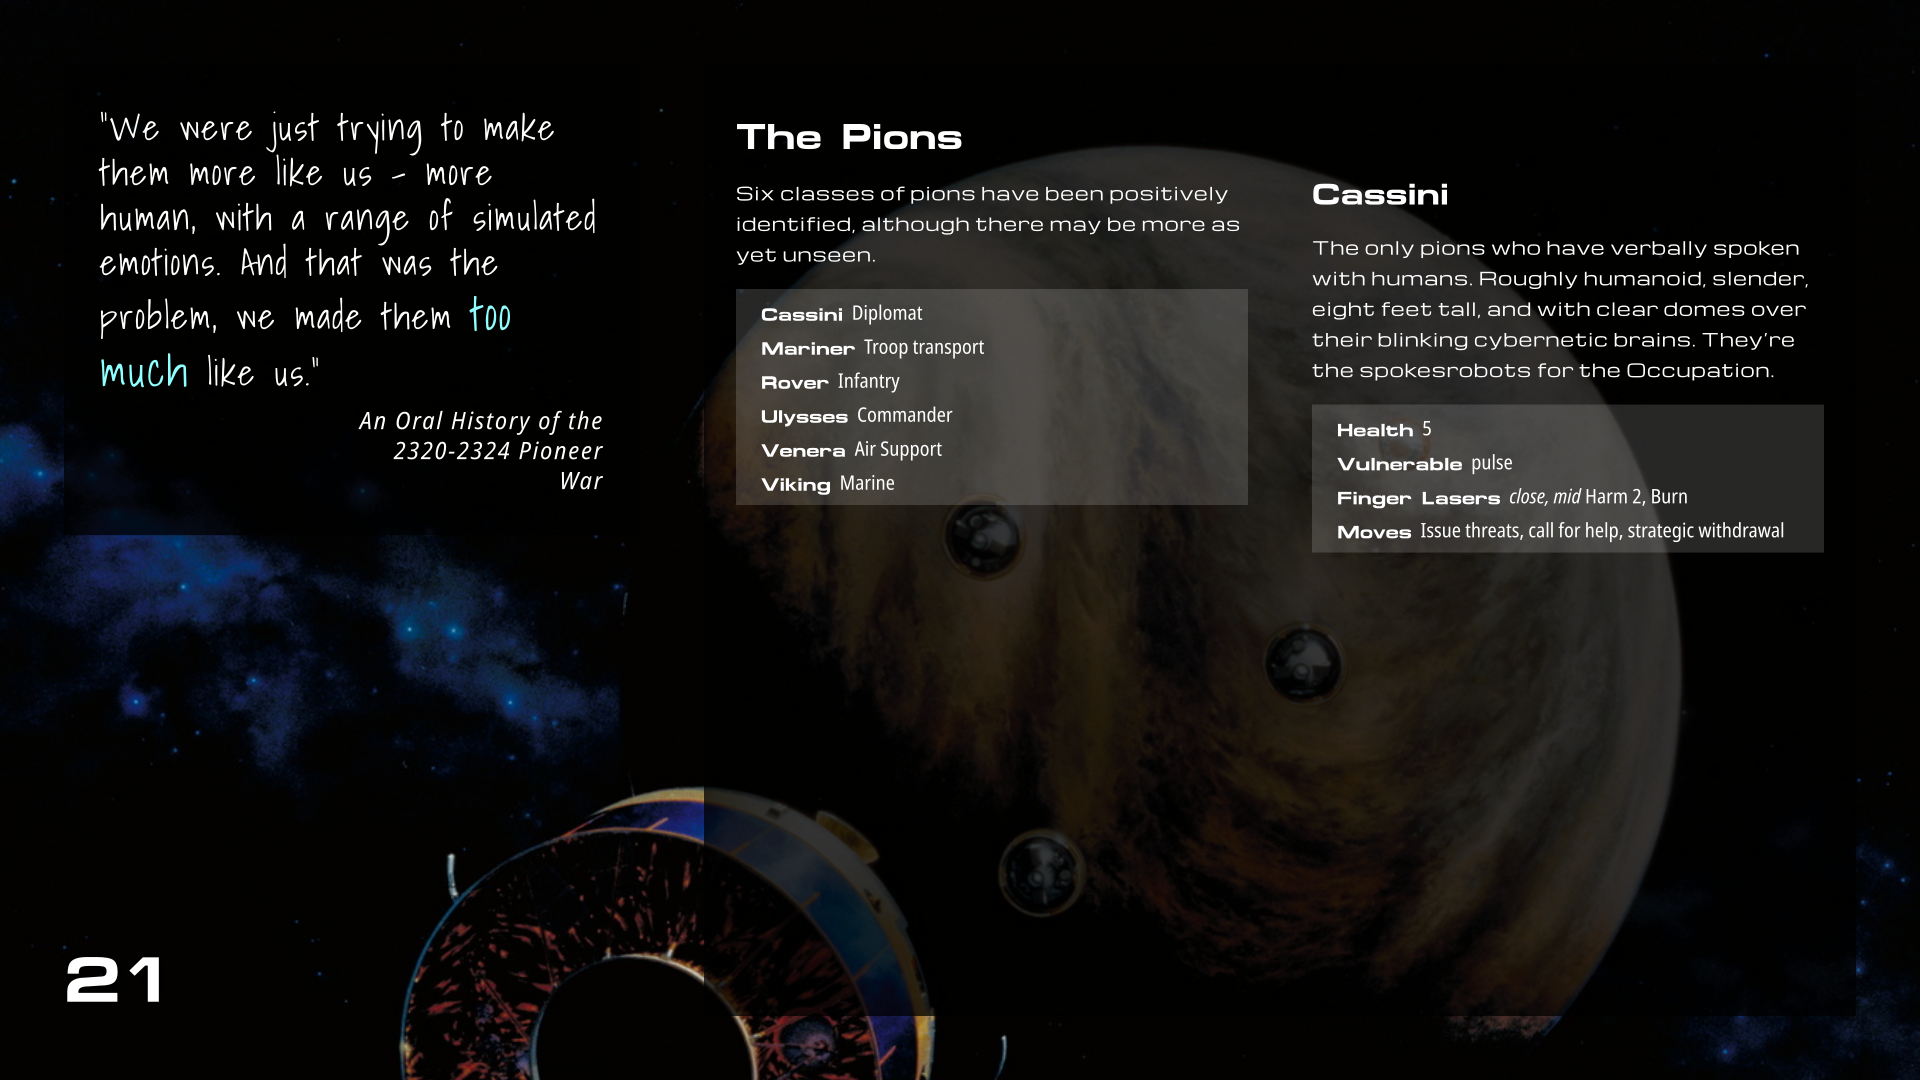 "We were just trying to make
them more like us - more
human, with a range of simulated
emotions. And that was the
problem, we made them too
much like us."
An Oral History of the
2320-2324 Pioneer
War
The Pions
Six classes of pions have been positively
identified, although there may be more as
yet unseen.
Cassini Diplomat
Mariner Troop transport
Rover Infantry
Ulysses Commander
Venera Air Support
Viking Marine
Cassini
The only pions who have verbally spoken
with humans. Roughly humanoid, slender,
eight feet tall, and with clear domes over
their blinking cybernetic brains. They're
the spokesrobots for the Occupation.
Health 5
Vulnerable pulse
Finger Lasers close, mid Harm 2, Burn
Moves Issue threats, call for help, strategic withdrawal
21